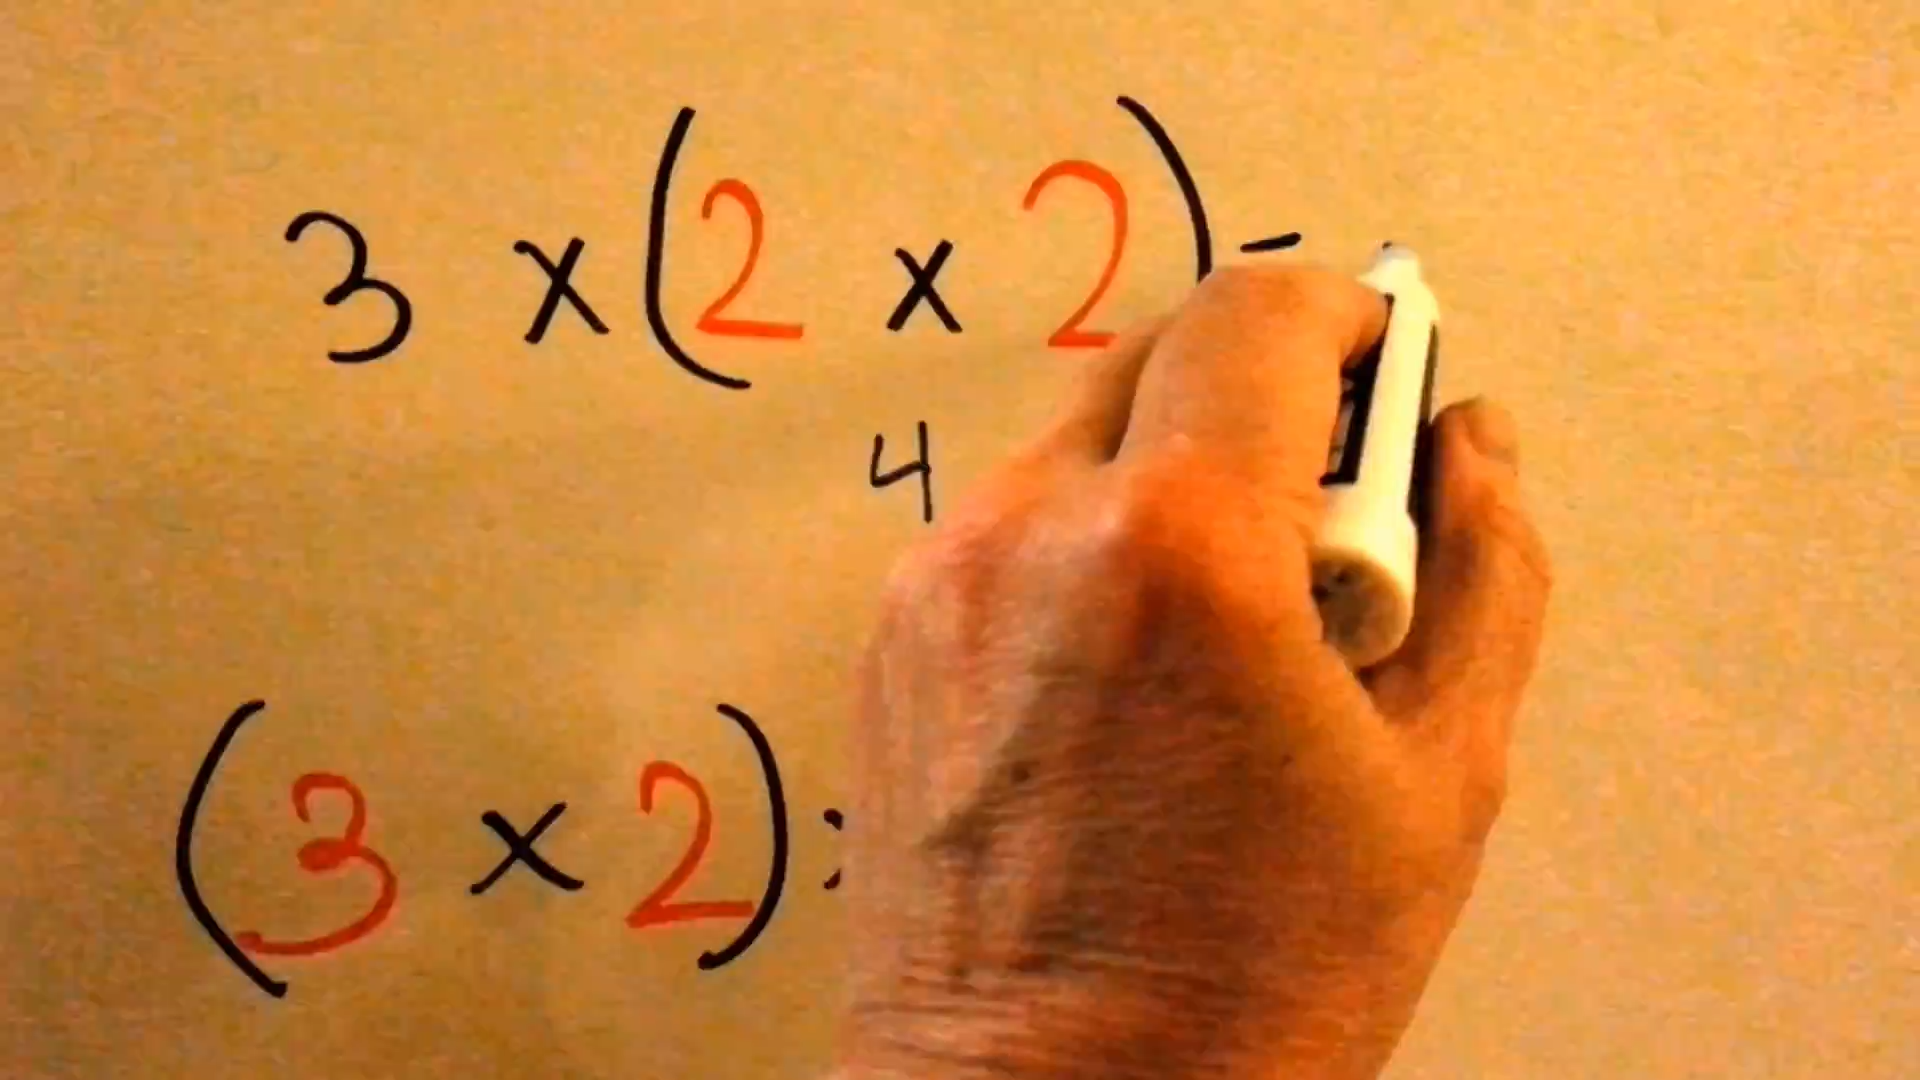 3 x (2 x 2) -
4
(3 x 2)